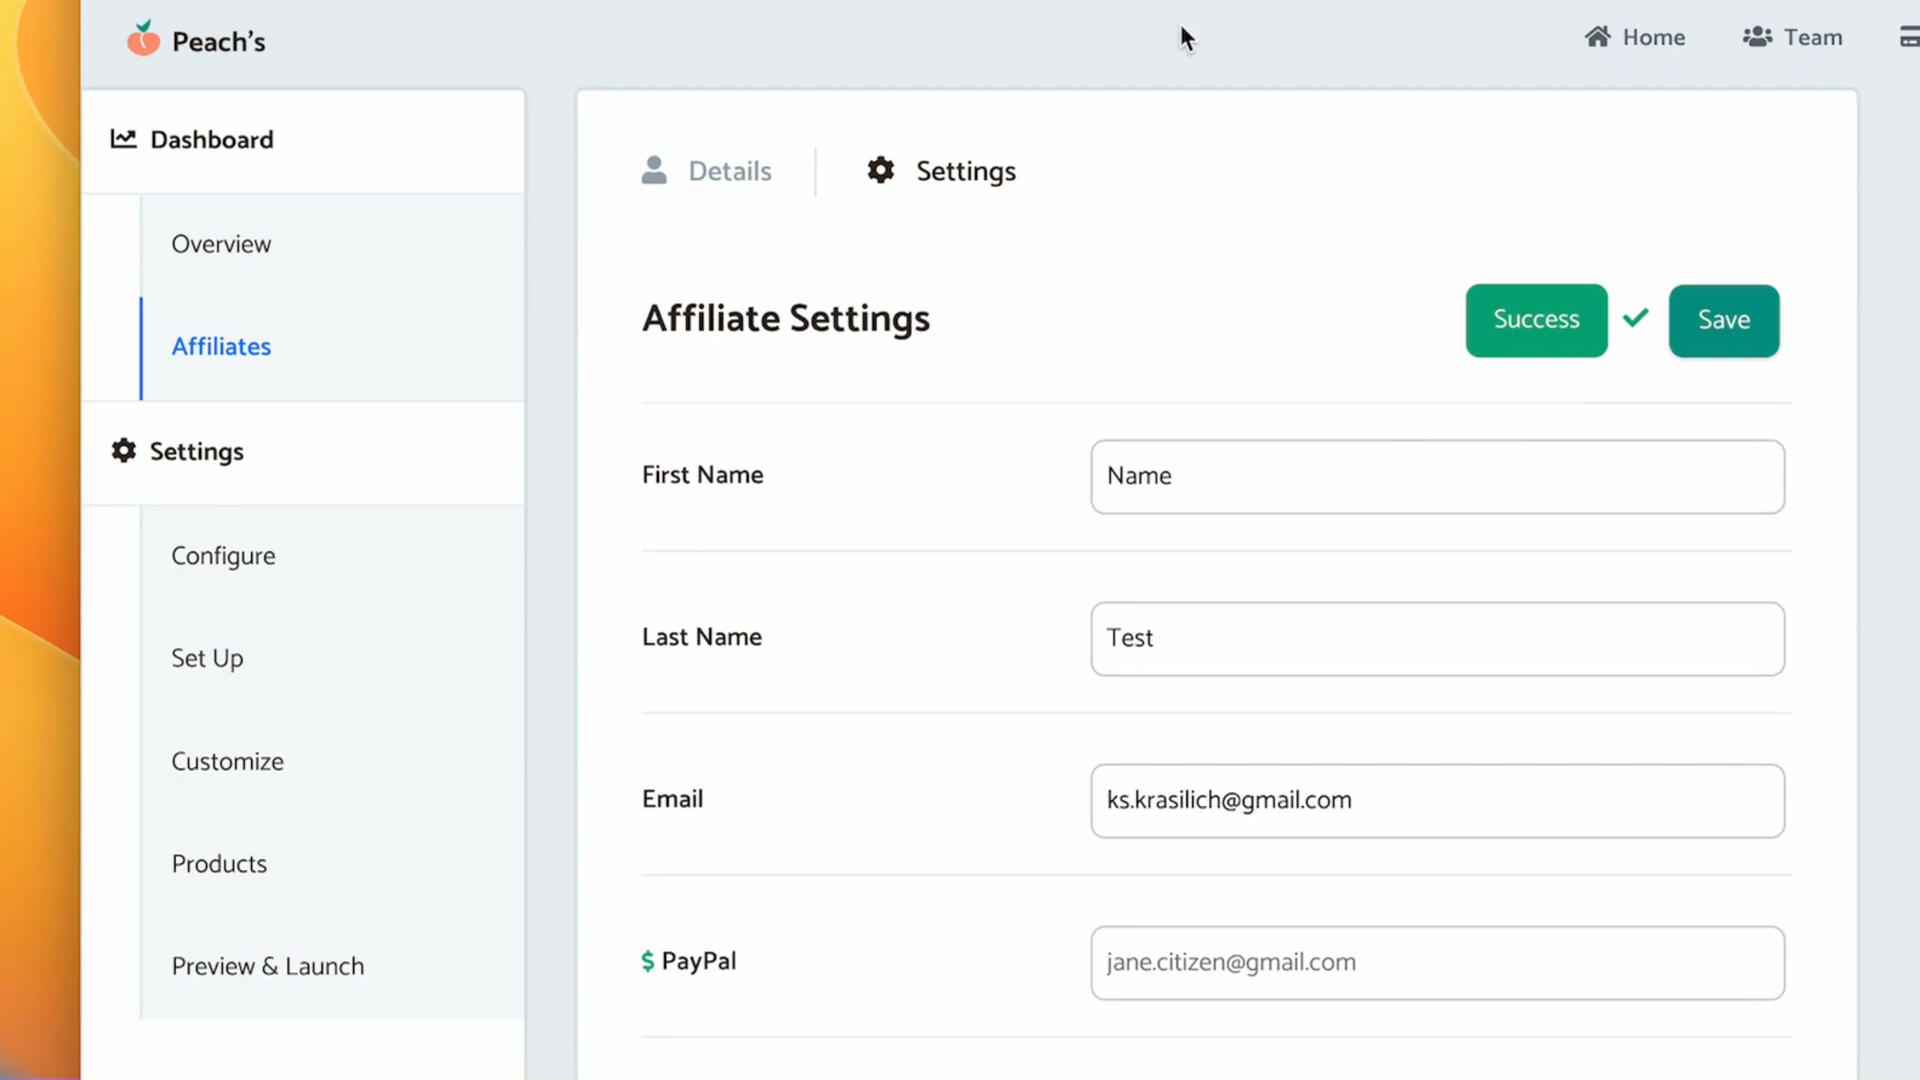 Peach's
Home
Team
Dashboard
Overview
Affiliates
Settings
Configure
Set Up
Customize
Products
Preview & Launch
Details
Settings
Affiliate Settings
Success
Save
First Name
Name
Last Name
Test
Email
ks.krasilich@gmail.com
$ PayPal
jane.citizen@gmail.com